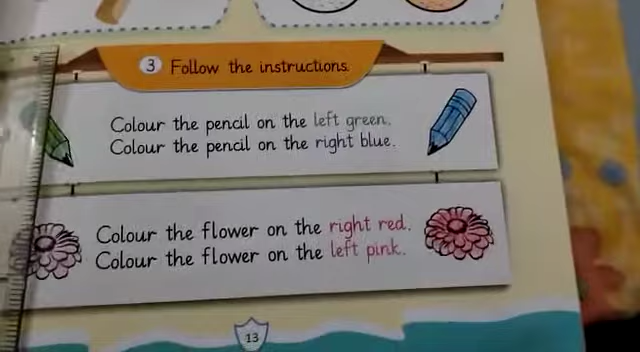 3 Follow the instructions.
Colour the pencil on the left green.
Colour the pencil on the right blue.
Colour the flower on the right red.
Colour the flower on the left pink.
13